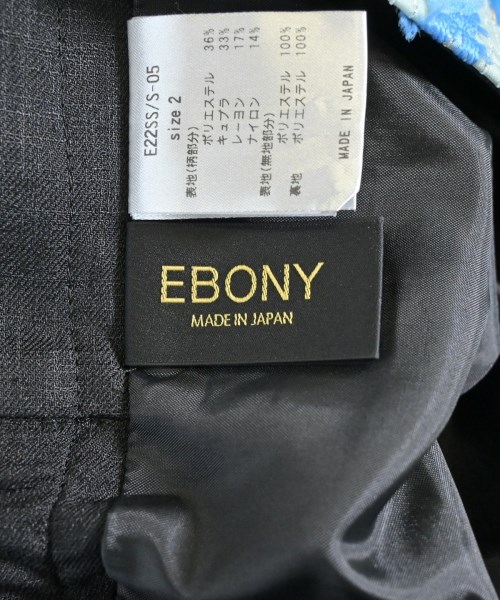 E22SS/S-05
size 2
表地(柄部分)
ポリエステル 36%
キュプラ 33%
レーヨン 17%
ナイロン 14%
表地(無地部分)
ポリエステル 100%
裏地 ポリエステル 100%
MADE IN JAPAN
EBONY
MADE IN JAPAN